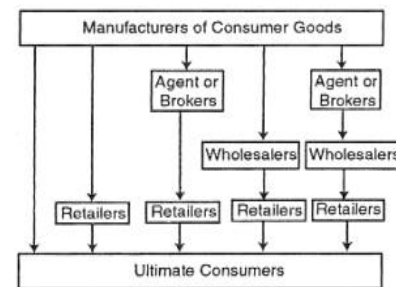 Manufacturers of Consumer Goods
Agent or
Brokers
Agent or
Brokers
Wholesalers
Wholesalers
Retailers
Retailers
Retailers
Retailers
Ultimate Consumers